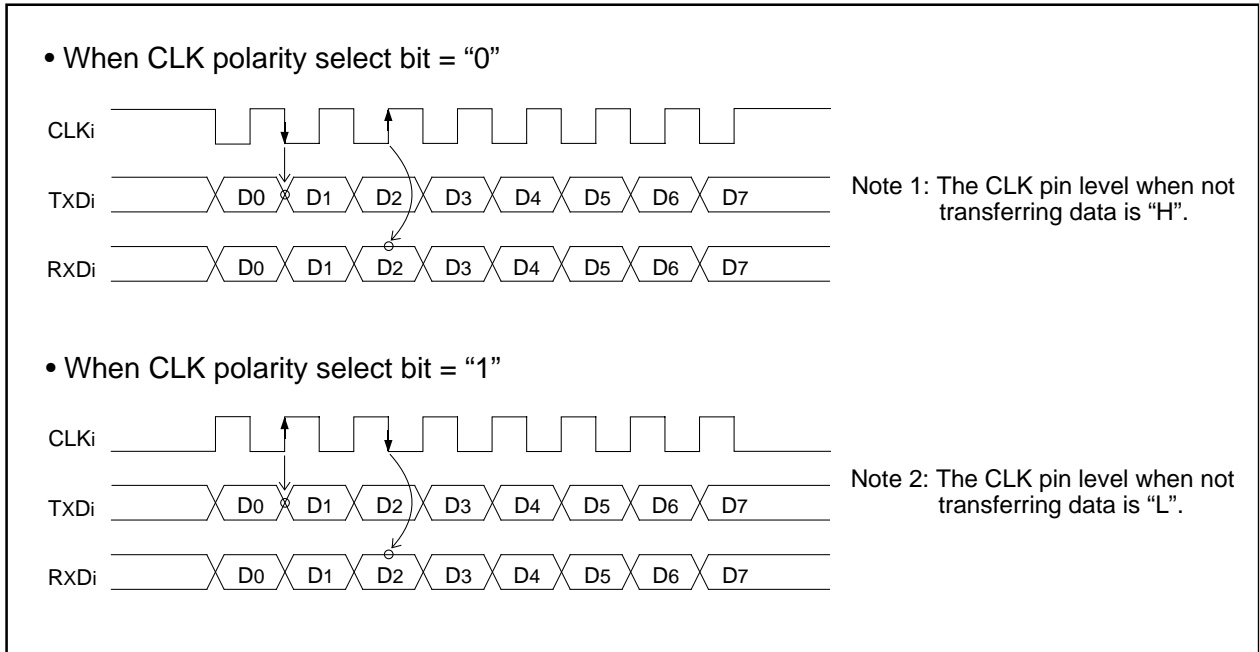 • When CLK polarity select bit = “0”
CLKi
TXDi D0 D1 D2 D3 D4 D5 D6 D7
RXDi D0 D1 D2 D3 D4 D5 D6 D7
Note 1: The CLK pin level when not
transferring data is “H”.
• When CLK polarity select bit = “1”
CLKi
TXDi D0 D1 D2 D3 D4 D5 D6 D7
RXDi D0 D1 D2 D3 D4 D5 D6 D7
Note 2: The CLK pin level when not
transferring data is “L”.